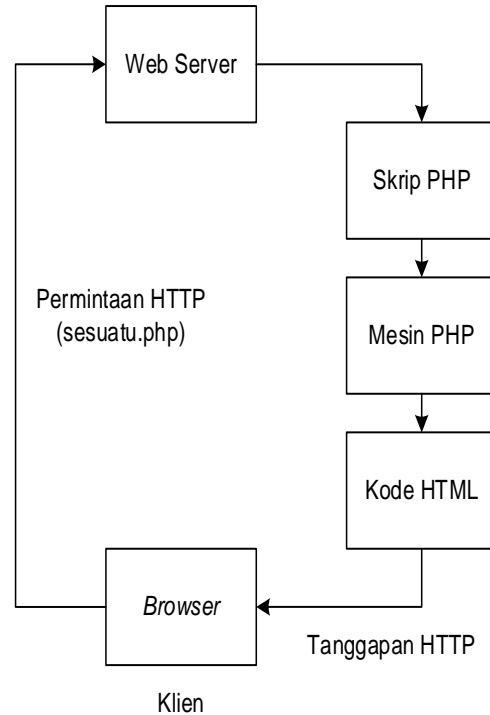 Web Server
Skrip PHP
Permintaan HTTP
(sesuatu.php)
Mesin PHP
Kode HTML
Browser
Tanggapan HTTP
Klien